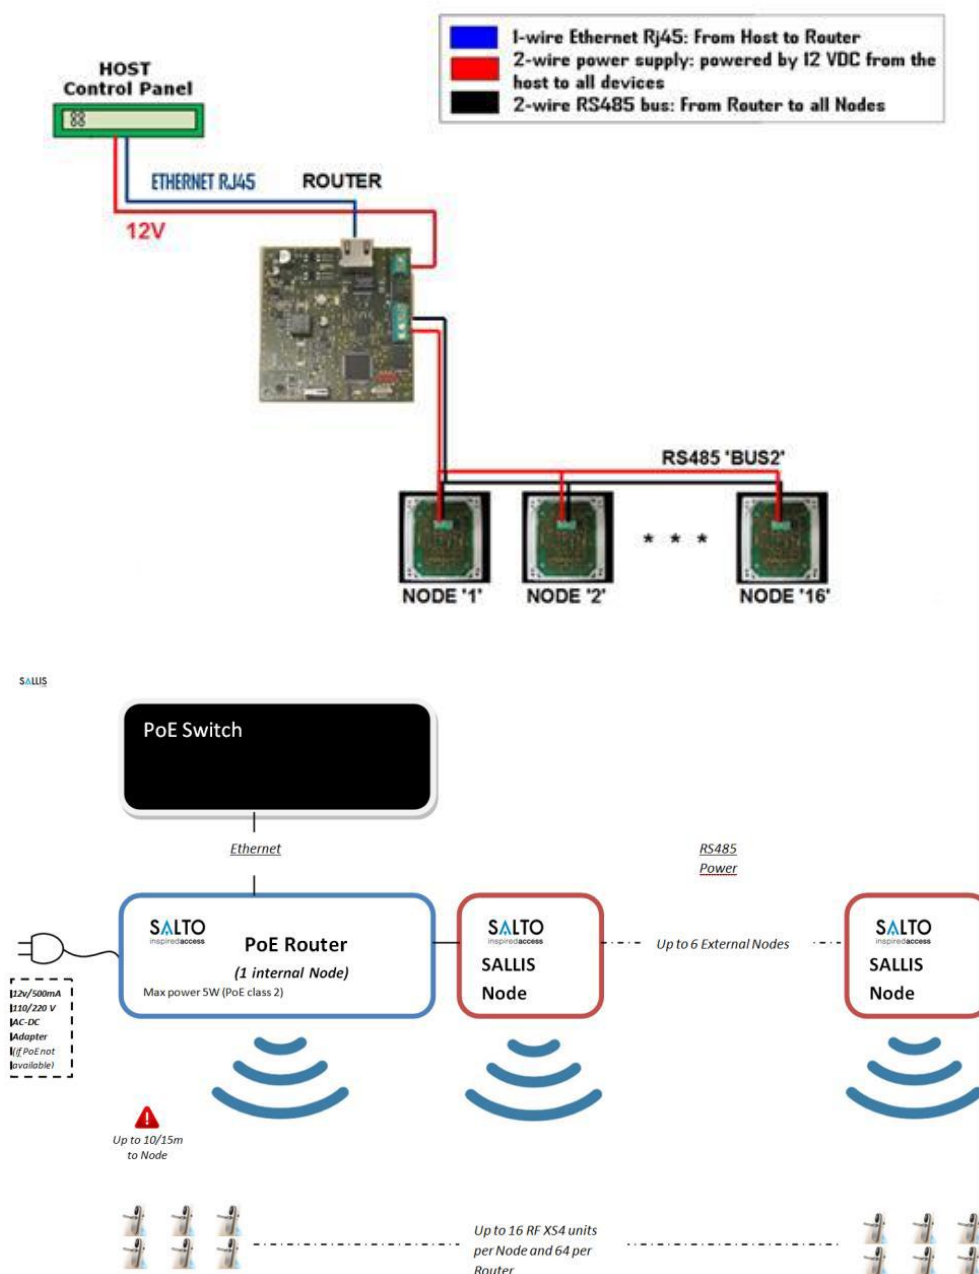 1-wire Ethernet Rj45: From Host to Router
2-wire power supply: powered by 12 VDC from the
host to all devices
2-wire RS485 bus: From Router to all Nodes
HOST
Control Panel
ETHERNET RJ45
ROUTER
12V
RS485 'BUS2'
* * *
NODE '1'
NODE '2'
NODE '16'
SALLIS
PoE Switch
Ethernet
RS485
Power
SALTO
inspiredaccess
PoE Router
(1 internal Node)
Max power 5W (PoE class 2)
SALTO
inspiredaccess
SALLIS
Node
Up to 6 External Nodes
SALTO
inspiredaccess
SALLIS
Node
12v/500mA
110/220 V
AC-DC
Adapter
(if PoE not
available)
!
Up to 10/15m
to Node
Up to 16 RF XS4 units
per Node and 64 per
Router